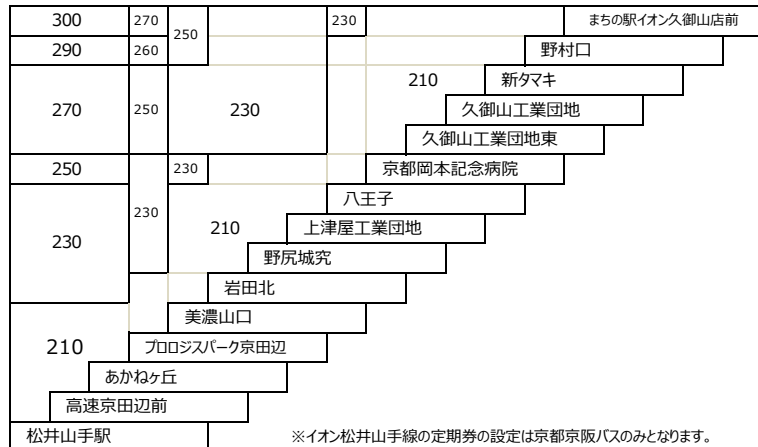 300 270 250 230 まちの駅イオン久御山店前
290 260 野村口
210 新タマキ
270 250 230 久御山工業団地
久御山工業団地東
250 230 京都岡本記念病院
八王子
230 230 210 上津屋工業団地
野尻城究
岩田北
美濃山口
210 プロロジスパーク京田辺
あかねヶ丘
高速京田辺前
松井山手駅 ※イオン松井山手線の定期券の設定は京都京阪バスのみとなります。